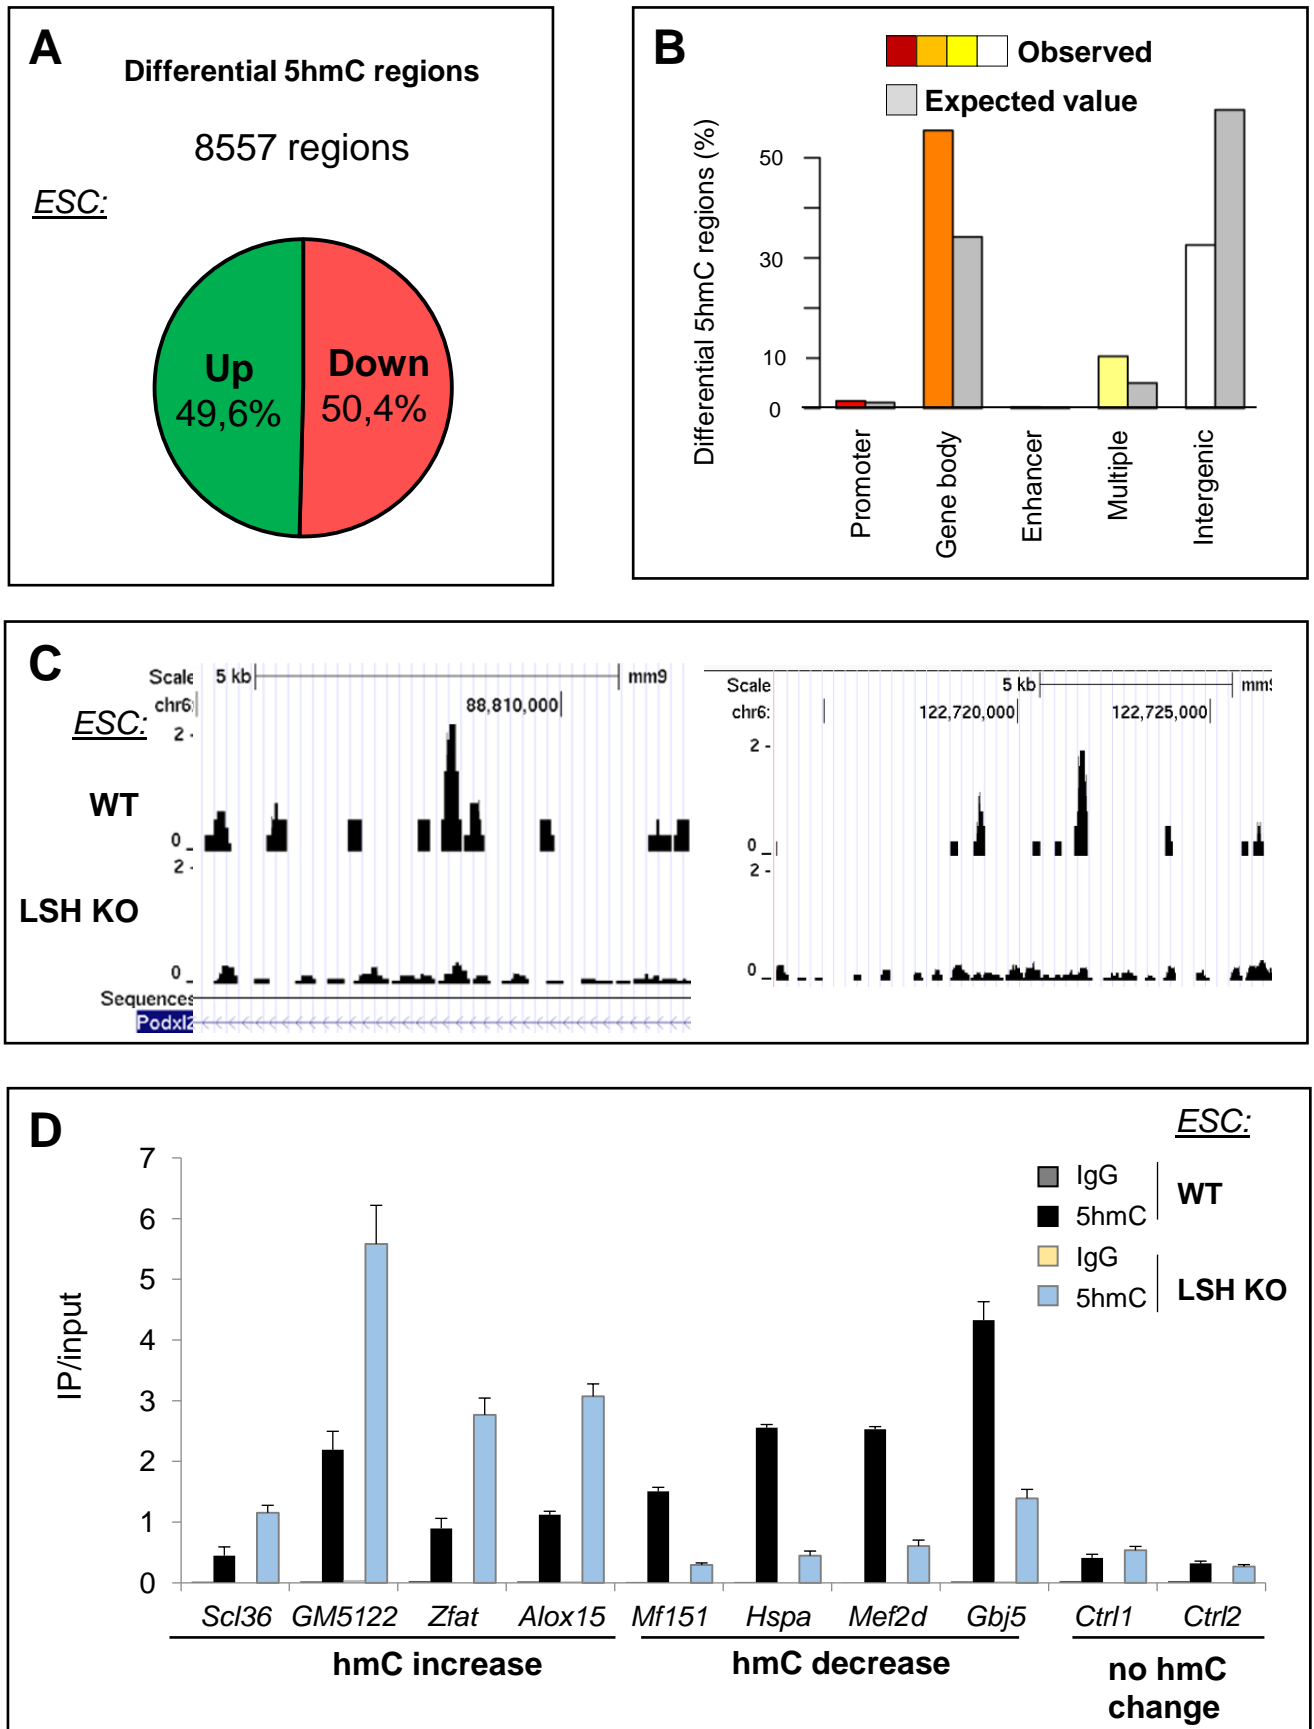 A
Differential 5hmC regions
8557 regions
ESC:
Up
49,6%
Down
50,4%
B
Observed
Expected value
Differential 5hmC regions (%)
50
30
10
0
Promoter
Gene body
Enhancer
Multiple
Intergenic
C
ESC:
WT
LSH KO
Scale
5 kb
mm9
chr6:
88,810,000
2
0
2
0
Sequences
Podxl2
Scale
5 kb
mm9
chr6:
122,720,000
122,725,000
2
0
2
0
D
ESC:
IgG
5hmC
WT
IgG
5hmC
LSH KO
IP/input
7
6
5
4
3
2
1
0
Scl36 GM5122 Zfat Alox15 Mf151 Hspa Mef2d Gbj5 Ctrl1 Ctrl2
hmC increase
hmC decrease
no hmC
change